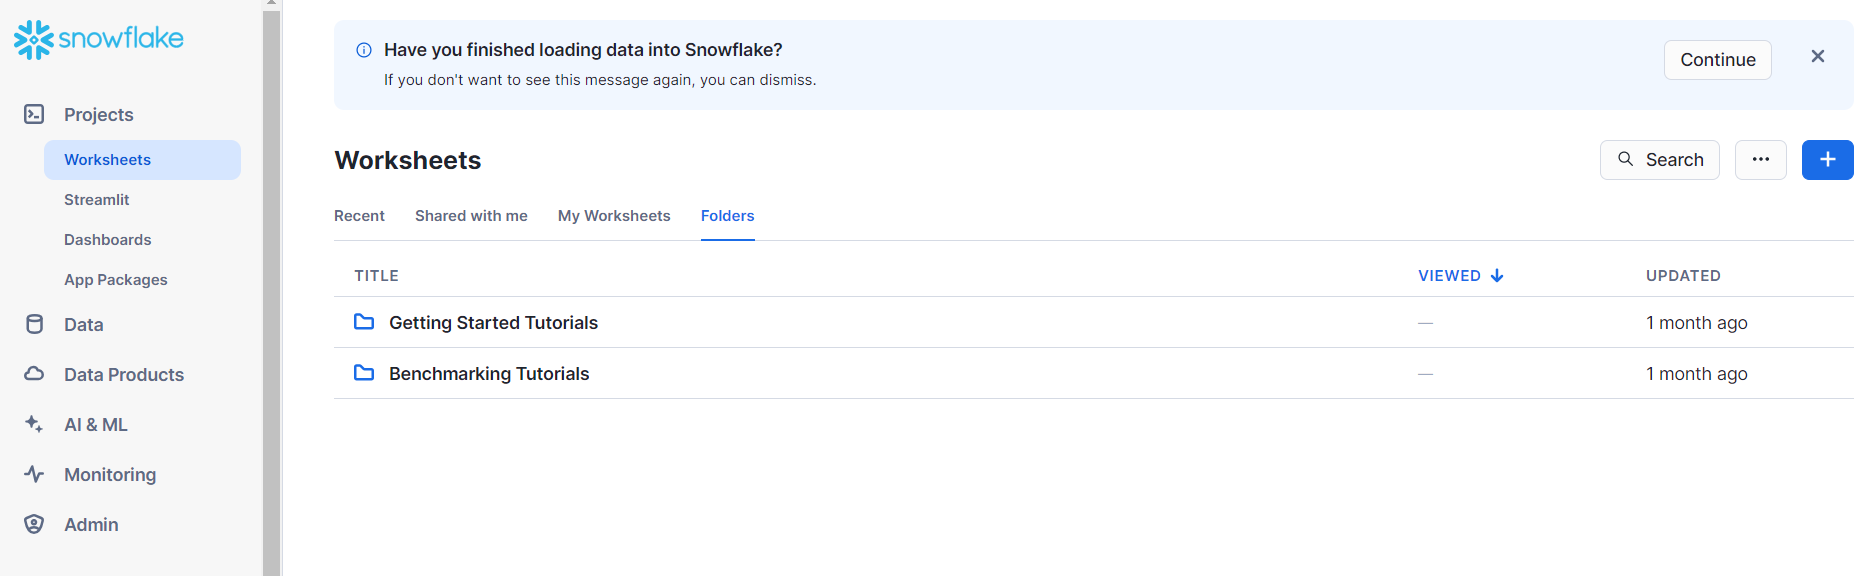 snowflake
Projects
Worksheets
Streamlit
Dashboards
App Packages
Data
Data Products
AI & ML
Monitoring
Admin
Have you finished loading data into Snowflake?
If you don't want to see this message again, you can dismiss.
Continue
Worksheets
Search
Recent Shared with me My Worksheets Folders
TITLE VIEWED UPDATED
Getting Started Tutorials — 1 month ago
Benchmarking Tutorials — 1 month ago